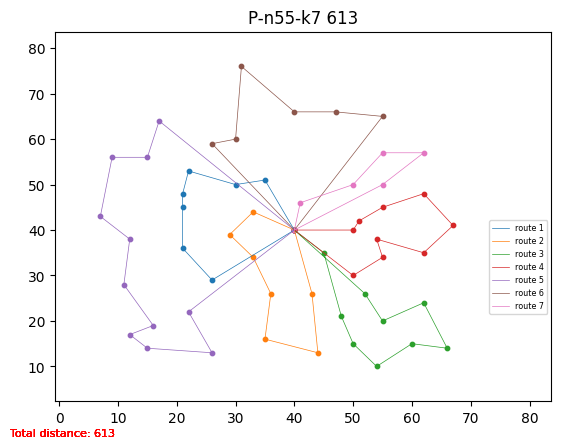 P-n55-k7 613
80
70
60
50
40
30
20
10
0 10 20 30 40 50 60 70 80
route 1
route 2
route 3
route 4
route 5
route 6
route 7
Total distance: 613